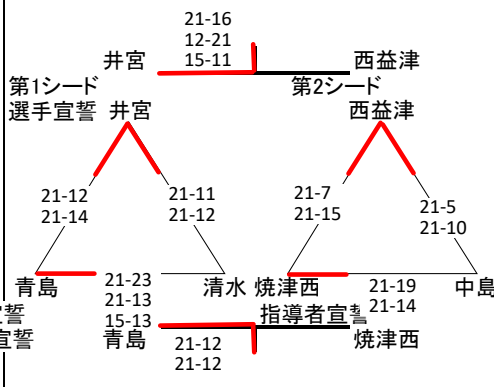 21-16
12-21
15-11
井宮 西益津
第1シード 第2シード
選手宣誓 井宮 西益津
21-12 21-11 21-7 21-5
21-14 21-12 21-15 21-10
青島 清水 焼津西 中島
21-23 21-19
21-13 21-14
15-13
誓 指導者宣誓
宣誓 青島 焼津西
21-12
21-12